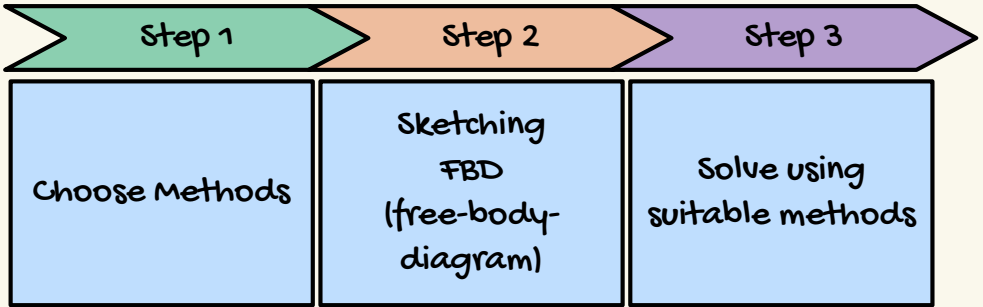 Step 1
Step 2
Step 3
Choose Methods
Sketching
FBD
(free-body-
diagram)
Solve using
suitable methods